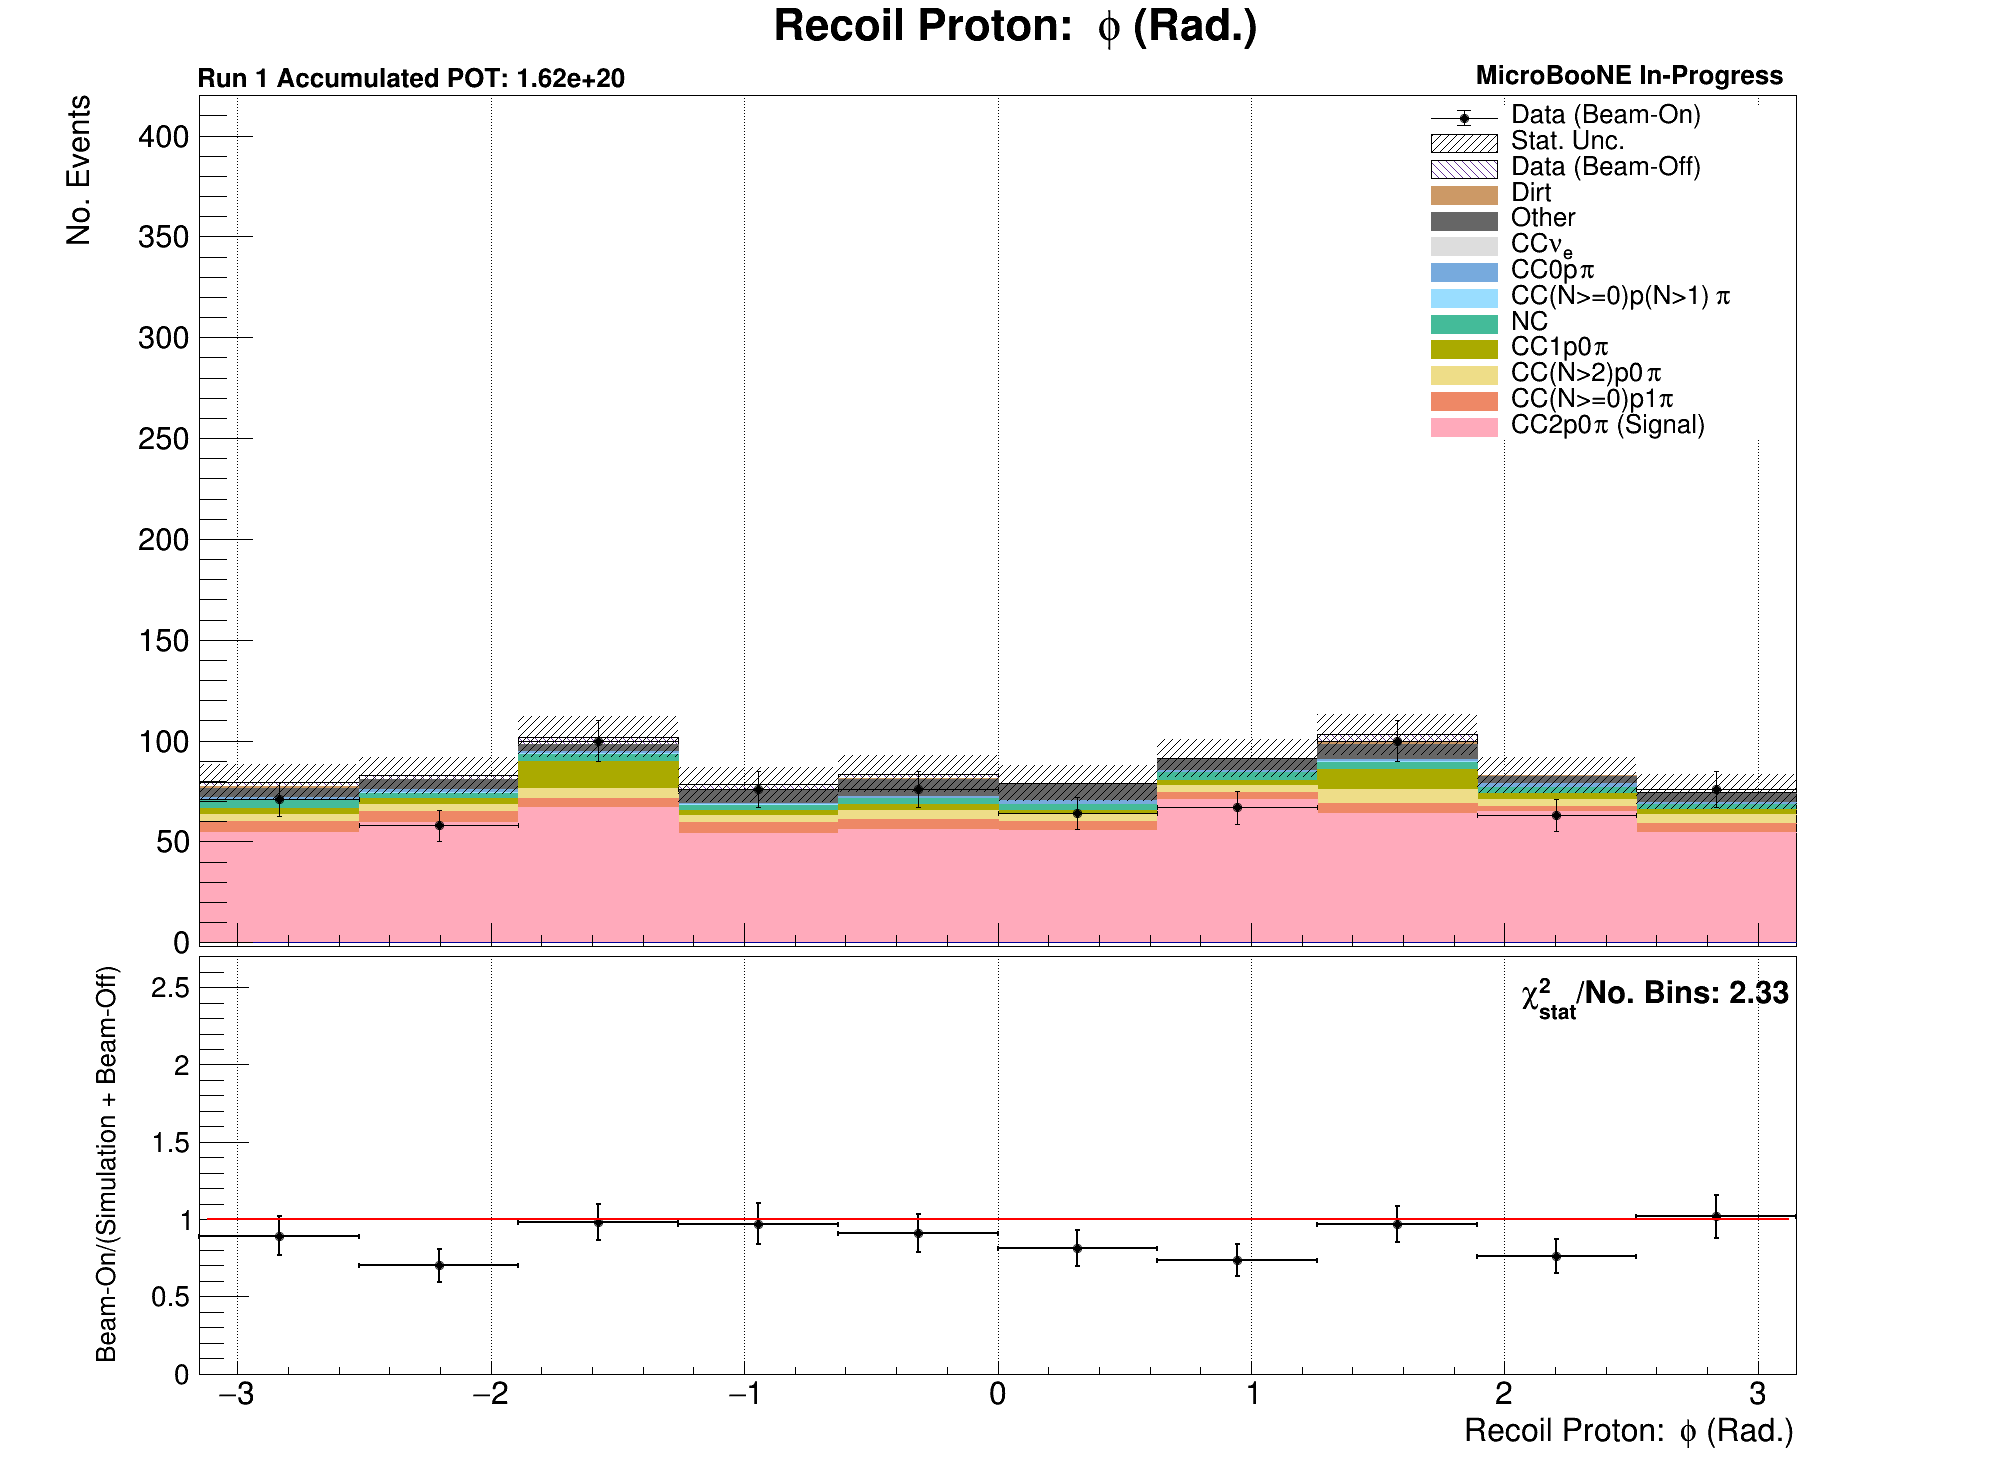 Recoil Proton: ϕ (Rad.)
Run 1 Accumulated POT: 1.62e+20
MicroBooNE In-Progress
No. Events
400
350
300
250
200
150
100
50
0
Data (Beam-On)
Stat. Unc.
Data (Beam-Off)
Dirt
Other
CCνe
CC0pπ
CC(N>=0)p(N>1) π
NC
CC1p0π
CC(N>2)p0π
CC(N>=0)p1π
CC2p0π (Signal)
Beam-On/(Simulation + Beam-Off)
2.5
2
1.5
1
0.5
0
χ²stat/No. Bins: 2.33
−3 −2 −1 0 1 2 3
Recoil Proton: ϕ (Rad.)